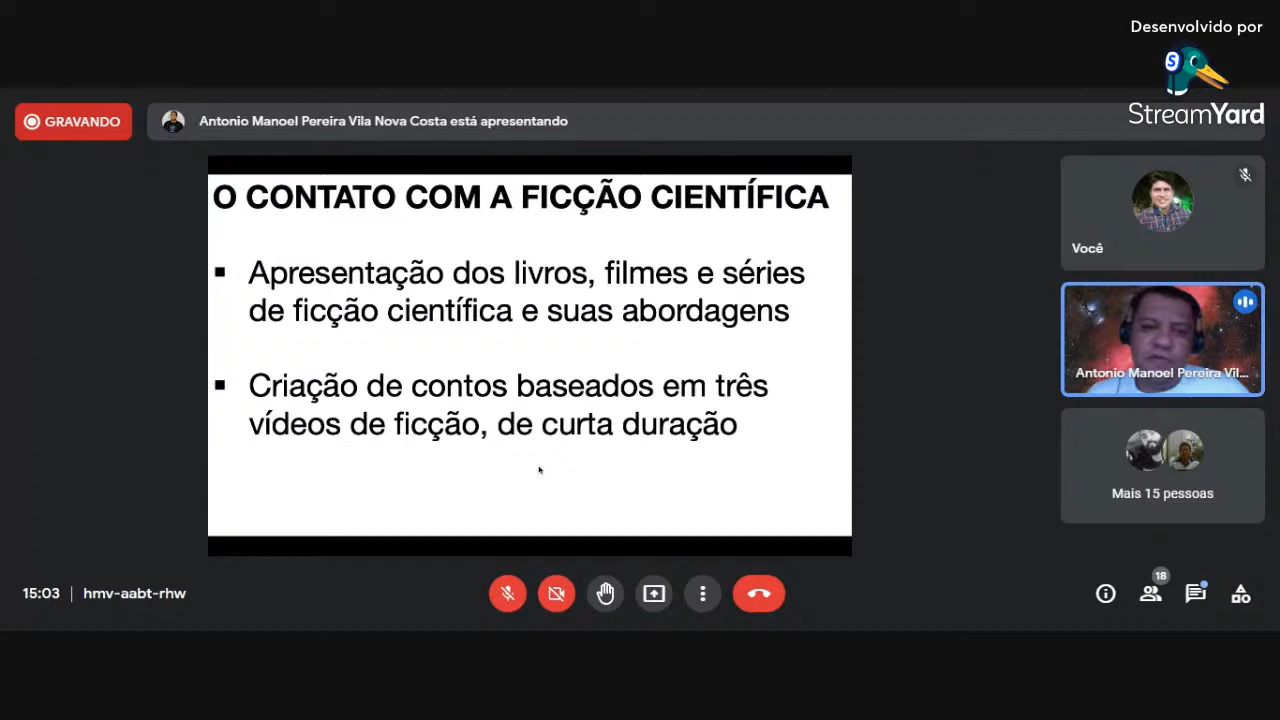 Desenvolvido por
StreamYard
GRAVANDO
Antonio Manoel Pereira Vila Nova Costa está apresentando
O CONTATO COM A FICÇÃO CIENTÍFICA
▪ Apresentação dos livros, filmes e séries
de ficção científica e suas abordagens
▪ Criação de contos baseados em três
vídeos de ficção, de curta duração
Você
Antonio Manoel Pereira Vil...
Mais 15 pessoas
15:03 | hmv-aabt-rhw
18